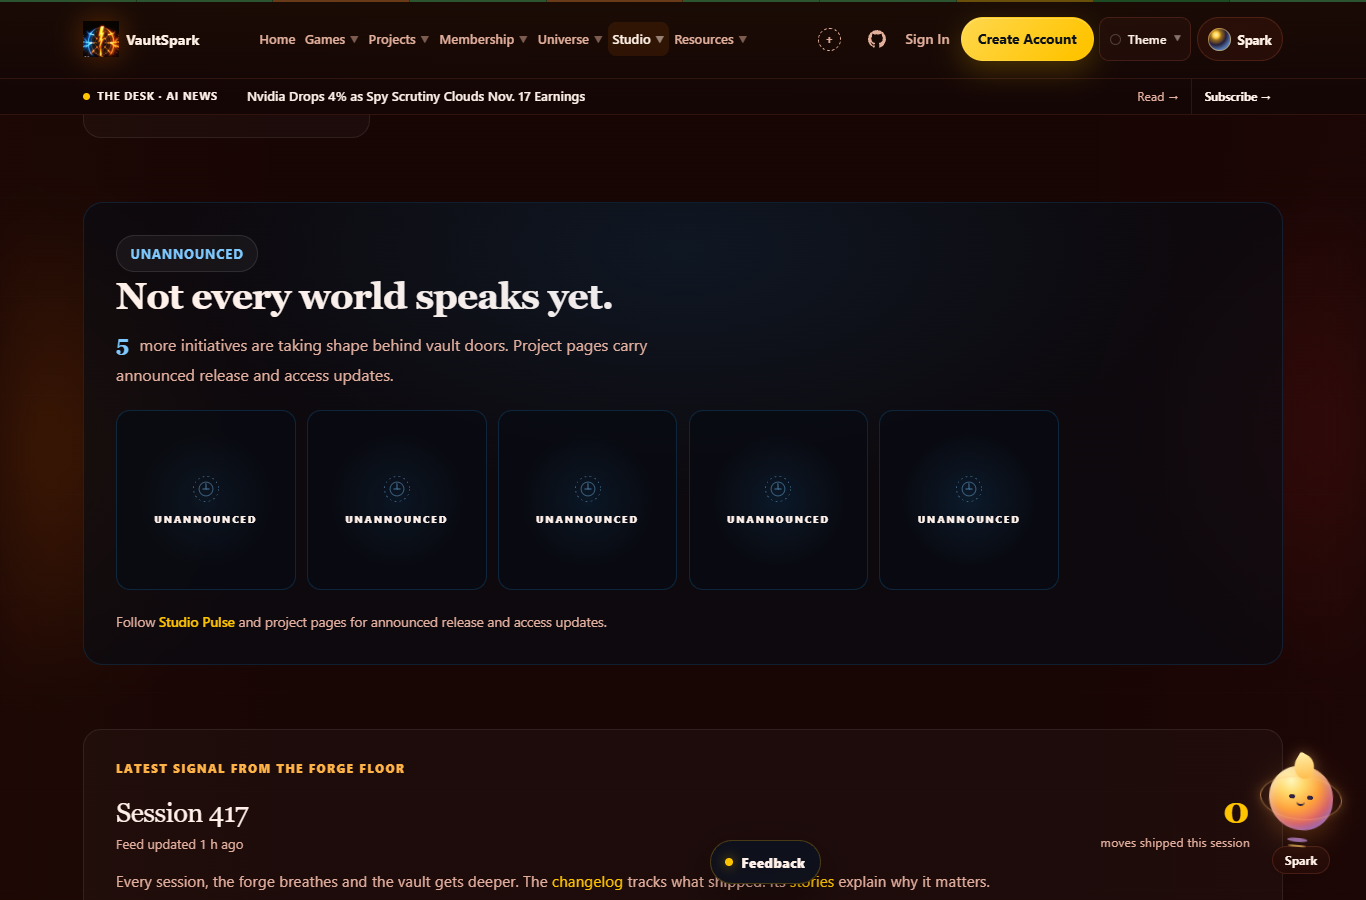 VaultSpark
Home Games Projects Membership Universe Studio Resources
Sign In
Create Account
Theme
Spark
THE DESK - AI NEWS
Nvidia Drops 4% as Spy Scrutiny Clouds Nov. 17 Earnings
Read →
Subscribe →
UNANNOUNCED
Not every world speaks yet.
5 more initiatives are taking shape behind vault doors. Project pages carry
announced release and access updates.
UNANNOUNCED
UNANNOUNCED
UNANNOUNCED
UNANNOUNCED
UNANNOUNCED
Follow Studio Pulse and project pages for announced release and access updates.
LATEST SIGNAL FROM THE FORGE FLOOR
Session 417
Feed updated 1 h ago
0
moves shipped this session
Every session, the forge breathes and the vault gets deeper. The changelog tracks what shipped. Its stories explain why it matters.
Feedback
Spark